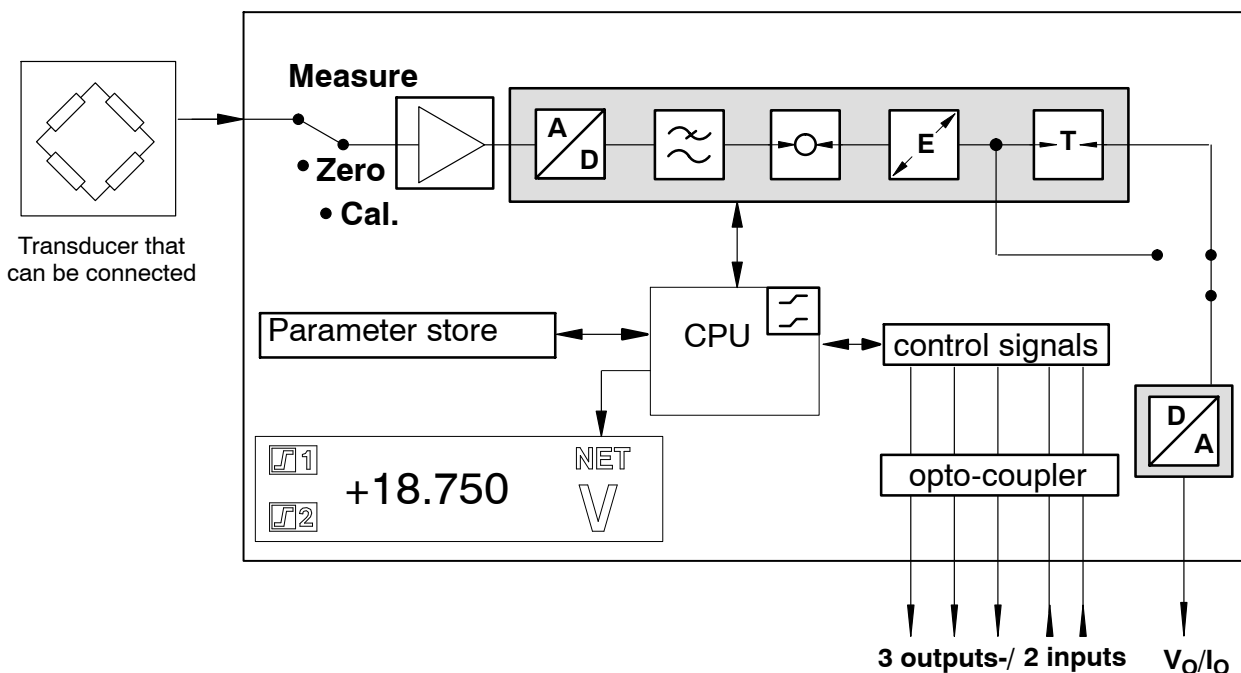 Measure
Zero
Cal.
Transducer that
can be connected
A
D
E
T
Parameter store
CPU
control signals
D
A
opto-coupler
1
NET
+18.750
2
V
3 outputs-/ 2 inputs
VO/IO